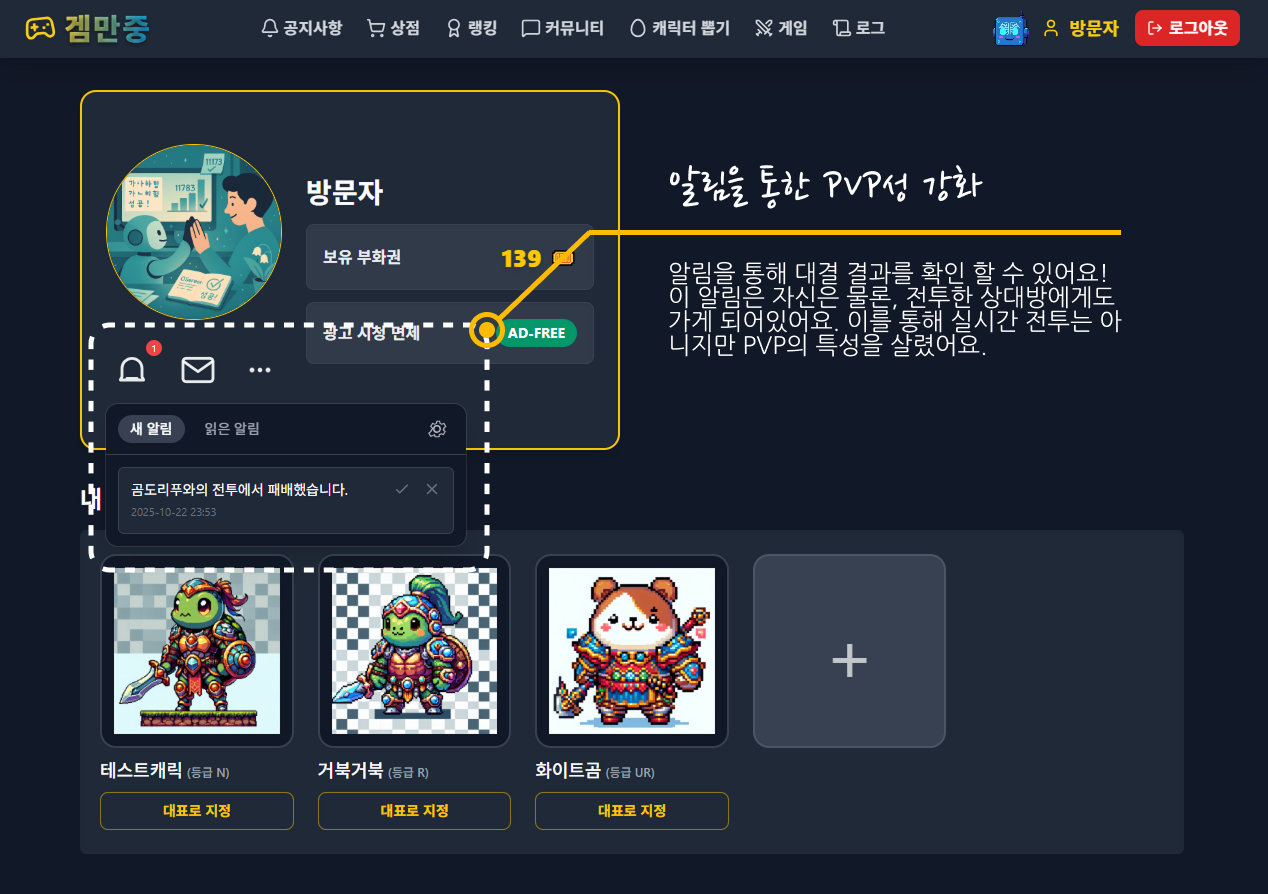 겜만중
공지사항
상점
랭킹
커뮤니티
캐릭터 뽑기
게임
로그
방문자
로그아웃
11173
11783
성공!
방문자
보유 부화권
139
광고 시청 면제
AD-FREE
알림을 통한 PVP성 강화
알림을 통해 대결 결과를 확인 할 수 있어요!
이 알림은 자신은 물론, 전투한 상대방에게도
가게 되어있어요. 이를 통해 실시간 전투는 아
니지만 PVP의 특성을 살렸어요.
1
새 알림
읽은 알림
곰도리푸와의 전투에서 패배했습니다.
2025-10-22 23:53
내
테스트캐릭 (등급 N)
대표로 지정
거북거북 (등급 R)
대표로 지정
화이트곰 (등급 UR)
대표로 지정